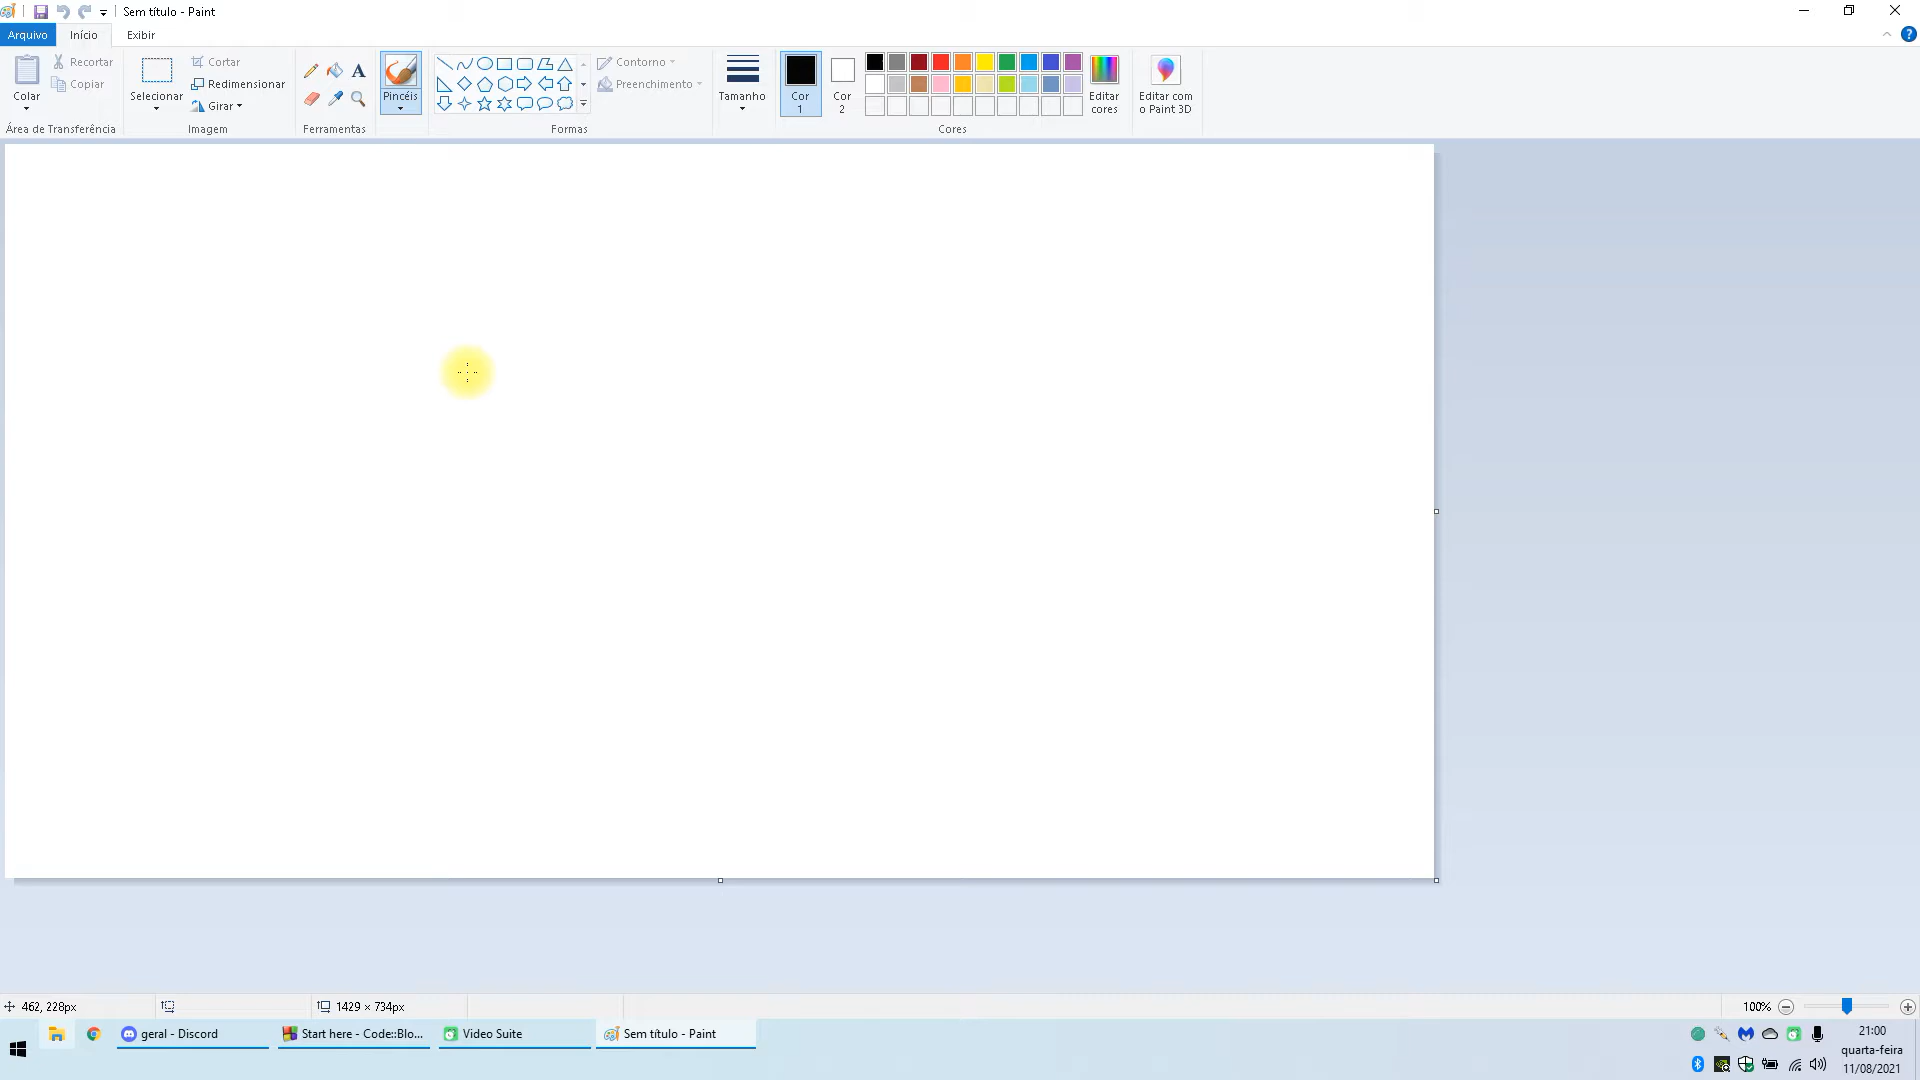 Sem título - Paint
Arquivo
Início
Exibir
Colar
Recortar
Copiar
Área de Transferência
Selecionar
Cortar
Redimensionar
Girar
Imagem
A
Ferramentas
Pincéis
Contorno
Preenchimento
Formas
Tamanho
Cor
1
Cor
2
Cores
Editar
cores
Editar com
o Paint 3D
?
462, 228px
1429 × 734px
100%
geral - Discord
Start here - Code::Blo...
Video Suite
Sem título - Paint
21:00
quarta-feira
11/08/2021